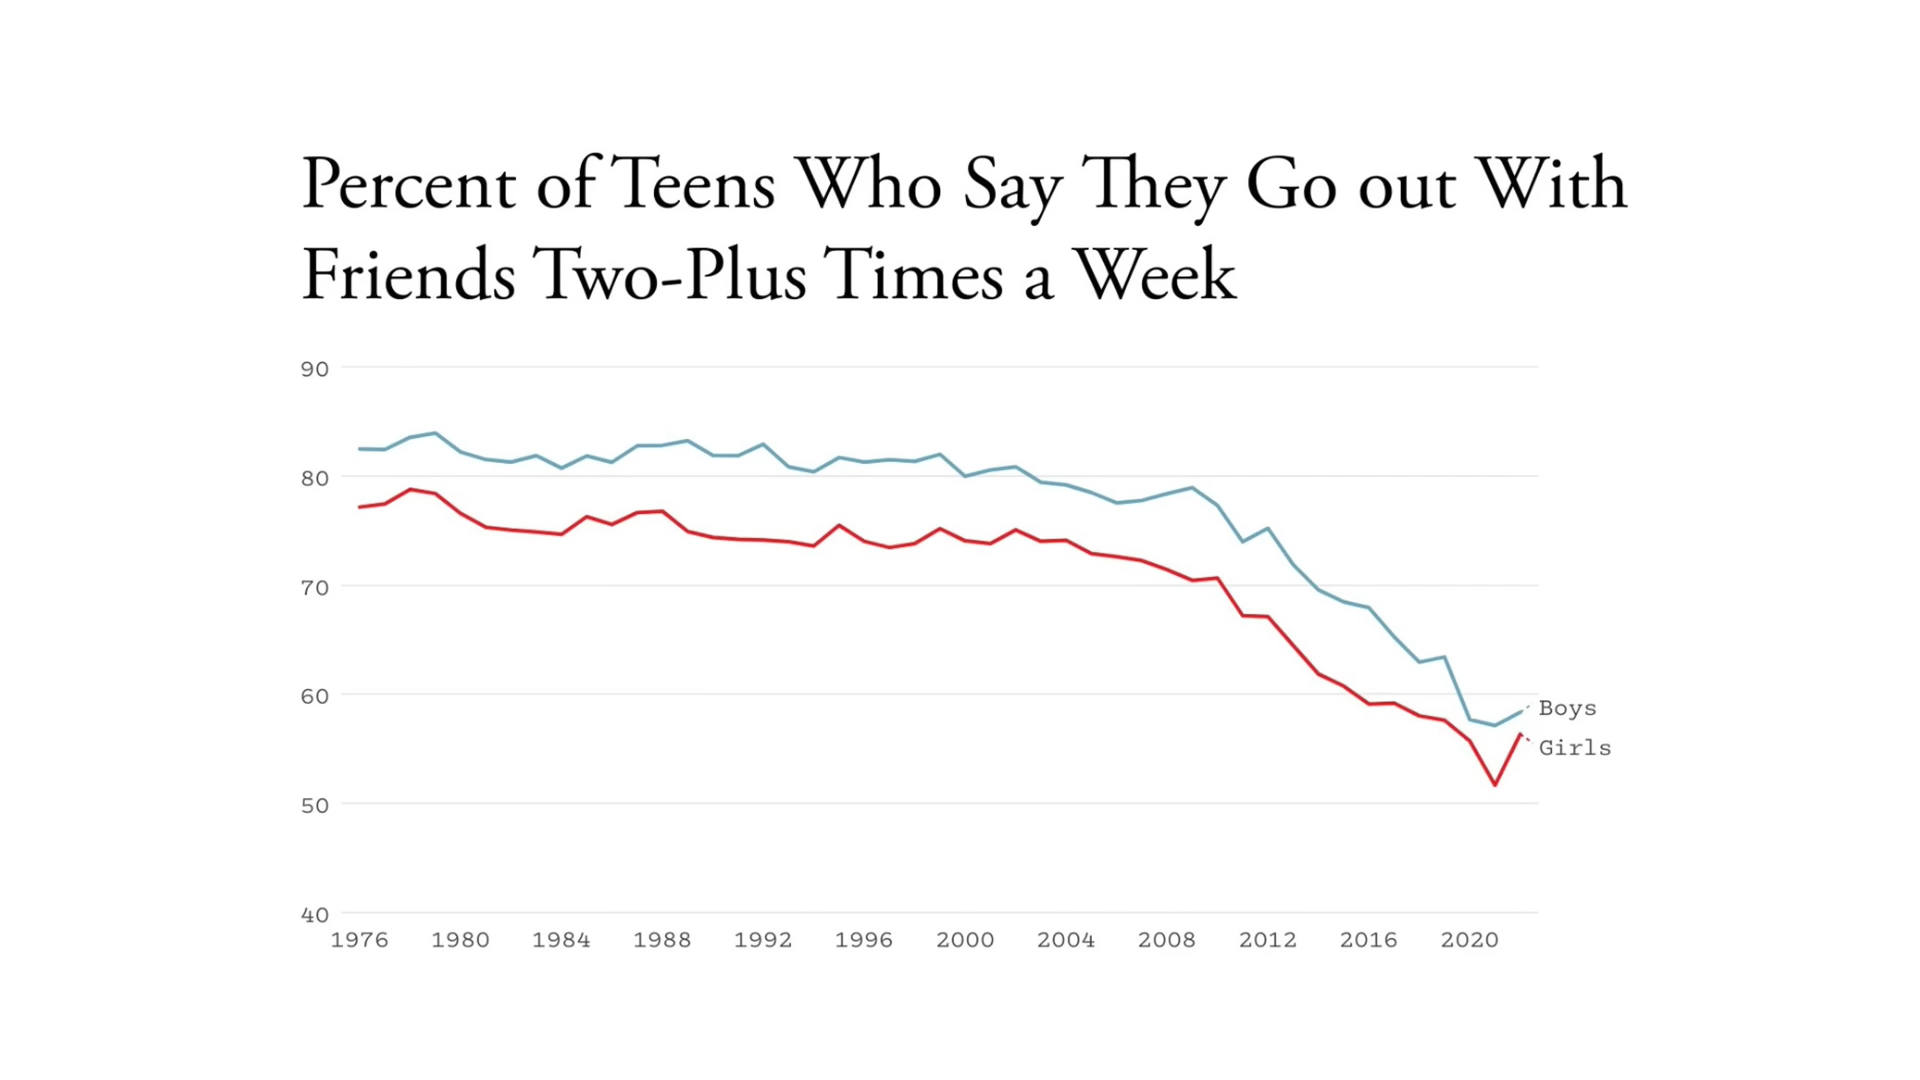 Percent of Teens Who Say They Go out With
Friends Two-Plus Times a Week
90
80
70
60
50
40
Boys
Girls
1976 1980 1984 1988 1992 1996 2000 2004 2008 2012 2016 2020